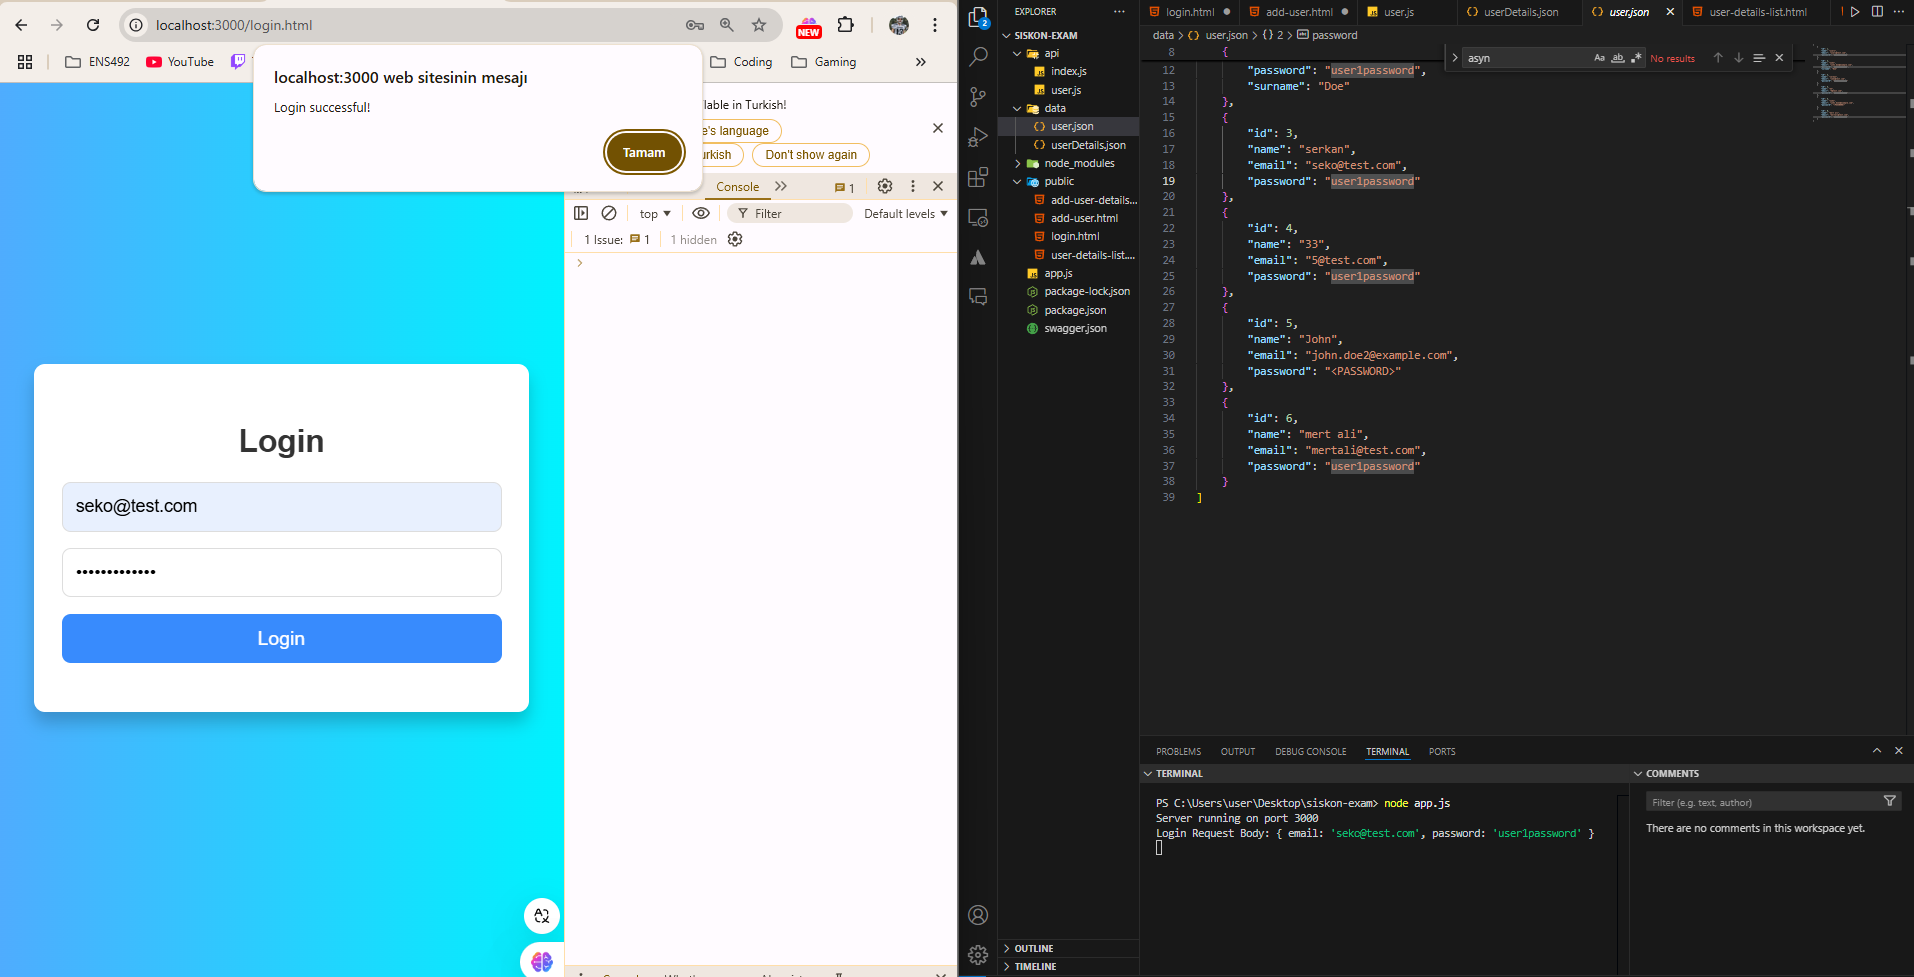 localhost:3000/login.html
NEW
ENS492
YouTube
Coding
Gaming
localhost:3000 web sitesinin mesajı
Login successful!
Tamam
lable in Turkish!
e's language
urkish
Don't show again
Console
1
top
Filter
Default levels
1 Issue:
1
1 hidden
Login
seko@test.com
•••••••••••••
Login
EXPLORER
SISKON-EXAM
api
index.js
user.js
data
user.json
userDetails.json
node_modules
public
add-user-details...
add-user.html
login.html
user-details-list....
app.js
package-lock.json
package.json
swagger.json
OUTLINE
TIMELINE
2
login.html
add-user.html
user.js
userDetails.json
user.json
user-details-list.html
data > user.json > {} 2 > password
asyn
Aa
ab
No results
8 {
12 "password": "user1password",
13 "surname": "Doe"
14 },
15 {
16 "id": 3,
17 "name": "serkan",
18 "email": "seko@test.com",
19 "password": "user1password"
20 },
21 {
22 "id": 4,
23 "name": "33",
24 "email": "5@test.com",
25 "password": "user1password"
26 },
27 {
28 "id": 5,
29 "name": "John",
30 "email": "john.doe2@example.com",
31 "password": "<PASSWORD>"
32 },
33 {
34 "id": 6,
35 "name": "mert ali",
36 "email": "mertali@test.com",
37 "password": "user1password"
38 }
39 ]
PROBLEMS
OUTPUT
DEBUG CONSOLE
TERMINAL
PORTS
TERMINAL
PS C:\Users\user\Desktop\siskon-exam> node app.js
Server running on port 3000
Login Request Body: { email: 'seko@test.com', password: 'user1password' }
COMMENTS
Filter (e.g. text, author)
There are no comments in this workspace yet.